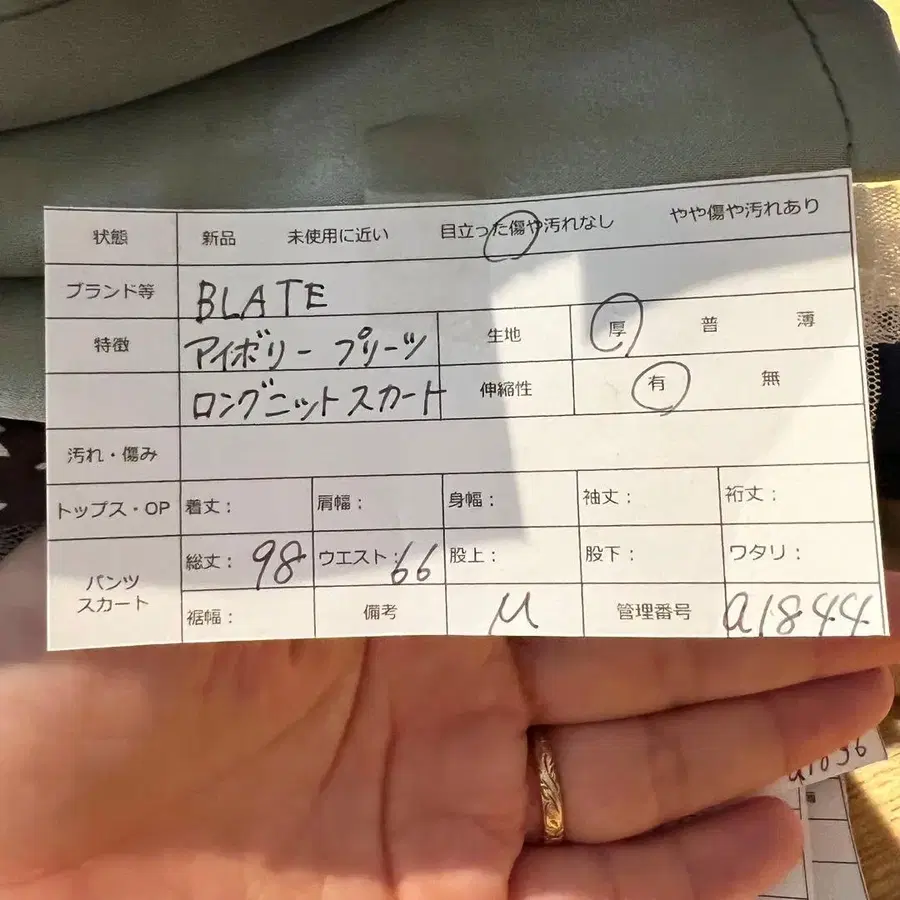 状態 新品 未使用に近い 目立った傷や汚れなし やや傷や汚れあり
ブランド等 BLATE
特徴 アイボリー プリーツ 生地 厚 普 薄
ロングニットスカート 伸縮性 有 無
汚れ・傷み
トップス・OP 着丈: 肩幅: 身幅: 袖丈: 裄丈:
パンツ スカート 総丈: 98 ウエスト: 66 股上: 股下: ワタリ:
裾幅: 備考 M 管理番号 a1844
a1036